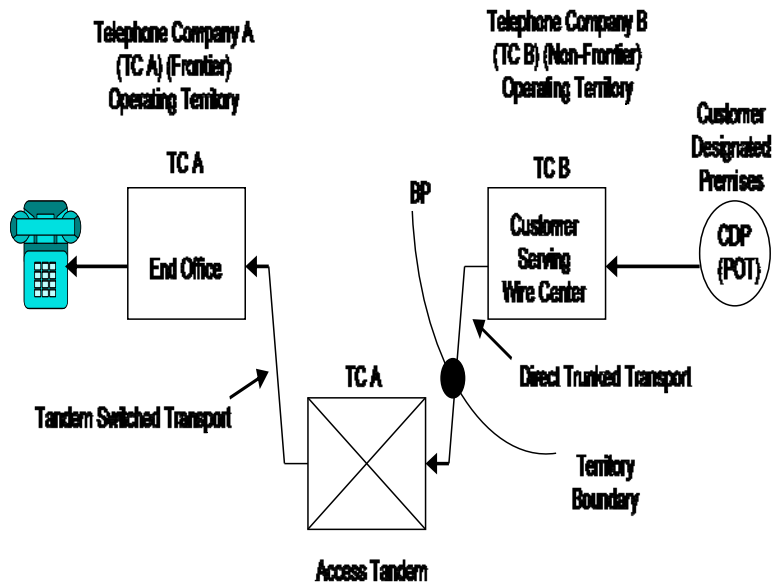 Telephone Company A
(TC A) (Frontier)
Operating Territory
Telephone Company B
(TC B) (Non-Frontier)
Operating Territory
Customer
Designated
Premises
TC A
TC B
BP
End Office
Customer
Serving
Wire Center
CDP
(POT)
TC A
Direct Trunked Transport
Tandem Switched Transport
Territory
Boundary
Access Tandem